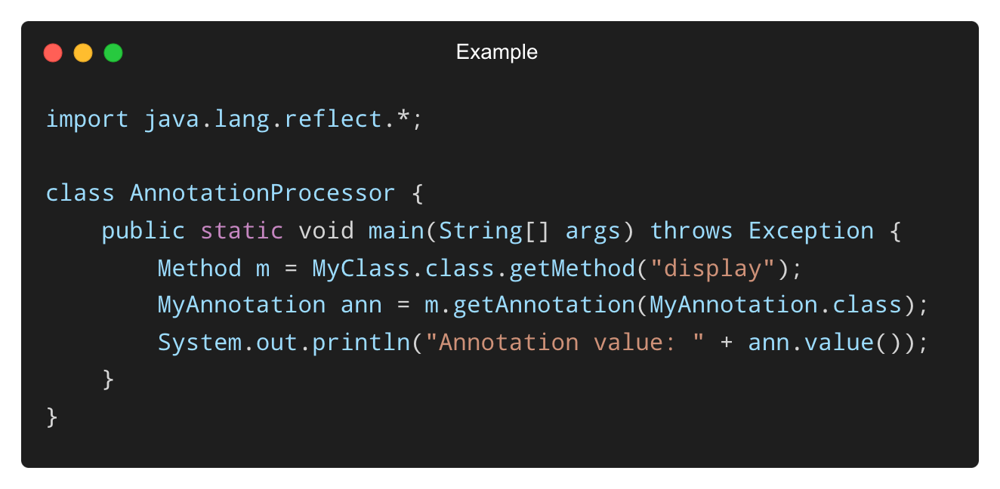 Example
import java.lang.reflect.*;
class AnnotationProcessor {
    public static void main(String[] args) throws Exception {
        Method m = MyClass.class.getMethod("display");
        MyAnnotation ann = m.getAnnotation(MyAnnotation.class);
        System.out.println("Annotation value: " + ann.value());
    }
}